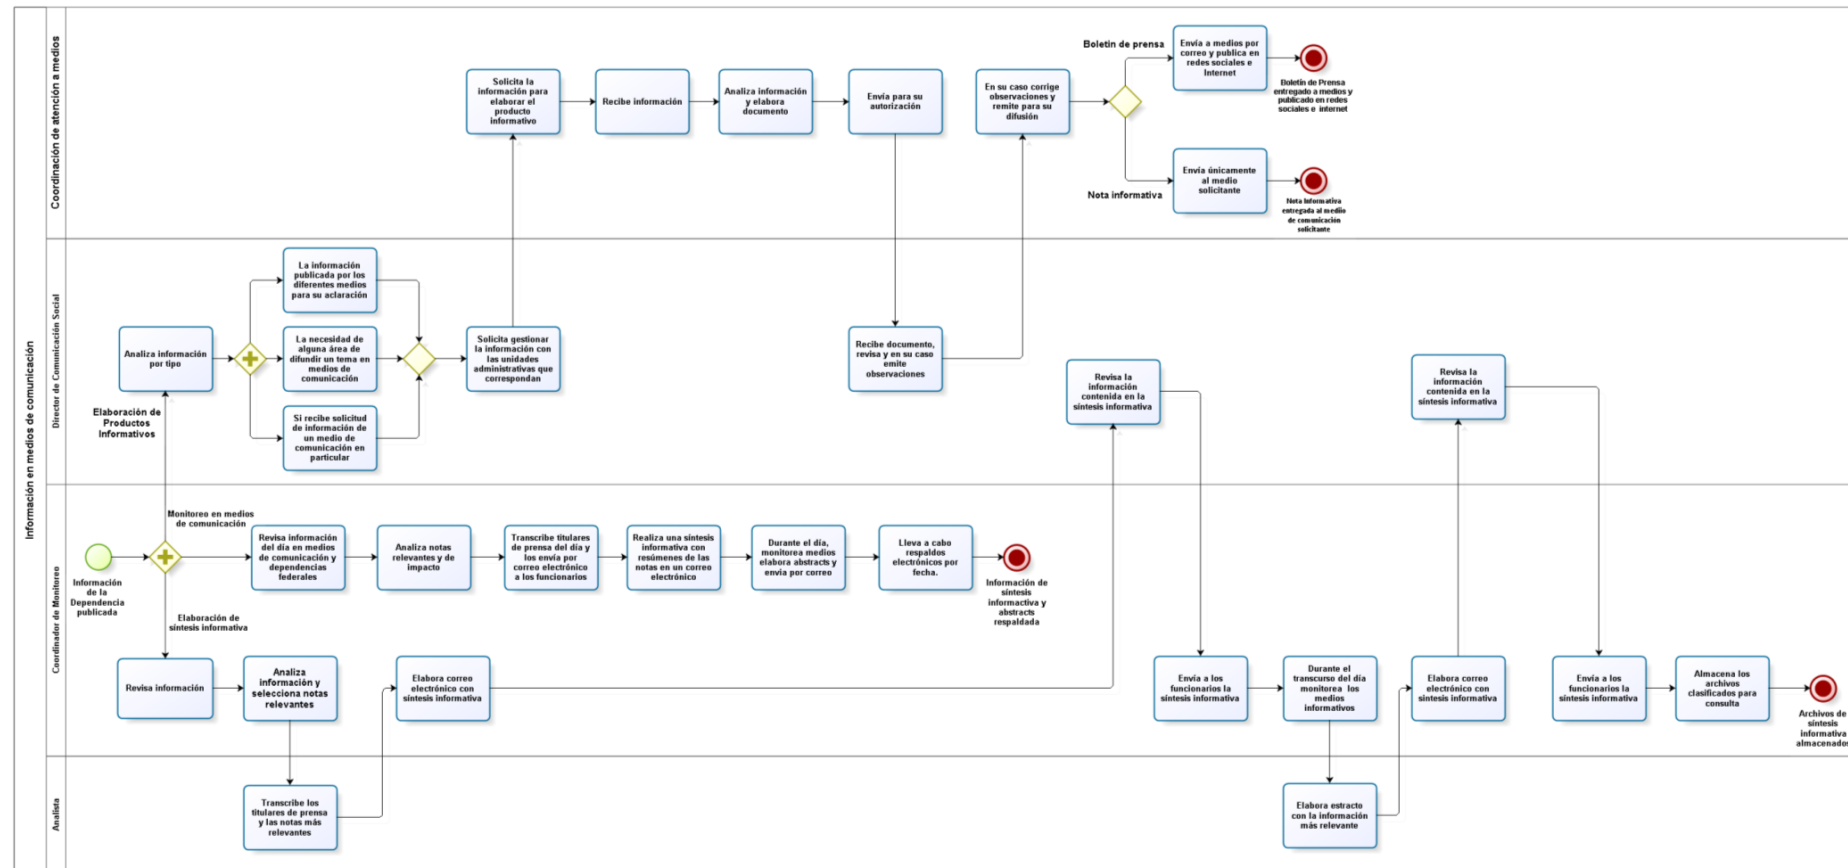 Información en medios de comunicación
Coordinación de atención a medios
Solicita la
información para
elaborar el
producto
informativo
Recibe información
Analiza información
y elabora
documento
Envía para su
autorización
En su caso corrige
observaciones y
remite para su
difusión
Boletin de prensa
Envía a medios por
correo y publica en
redes sociales e
Internet
Boletín de Prensa
entregado a medios y
publicado en redes
sociales e internet
Nota informativa
Envía únicamente
al medio
solicitante
Nota Informativa
entregada al medio
de comunicación
solicitante
Director de Comunicación Social
Analiza información
por tipo
La información
publicada por los
diferentes medios
para su aclaración
La necesidad de
alguna área de
difundir un tema en
medios de
comunicación
Si recibe solicitud
de información de
un medio de
comunicación en
particular
Solicita gestionar
la información con
las unidades
administrativas que
correspondan
Recibe documento,
revisa y en su caso
emite
observaciones
Revisa la
información
contenida en la
síntesis informativa
Revisa la
información
contenida en la
síntesis informativa
Elaboración de
Productos
Informativos
Coordinador de Monitoreo
Información
de la
Dependencia
publicada
Monitoreo en medios
de comunicación
Revisa información
del día en medios
de comunicación y
dependencias
federales
Analiza notas
relevantes y de
impacto
Transcribe titulares
de prensa del día y
los envía por
correo electrónico
a los funcionarios
Realiza una síntesis
informativa con
resúmenes de las
notas en un correo
electrónico
Durante el día,
monitorea medios
elabora abstracts y
envia por correo
Lleva a cabo
respaldos
electrónicos por
fecha.
Información de
síntesis
informactiva y
abstracts
respaldada
Elaboración de
síntesis informativa
Revisa información
Analiza
información y
selecciona notas
relevantes
Elabora correo
electrónico con
síntesis informativa
Envía a los
funcionarios la
síntesis informativa
Durante el
transcurso del día
monitorea los
medios
informativos
Elabora correo
electrónico con
síntesis informativa
Envía a los
funcionarios la
síntesis informativa
Almacena los
archivos
clasificados para
consulta
Archivos de
síntesis
informativa
almacenados
Analista
Transcribe los
titulares de prensa
y las notas más
relevantes
Elabora estracto
con la información
más relevante